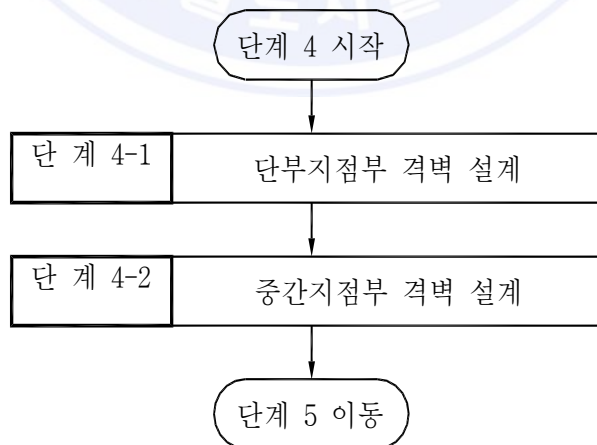 단계 4 시작
단 계 4-1
단부지점부 격벽 설계
단 계 4-2
중간지점부 격벽 설계
단계 5 이동